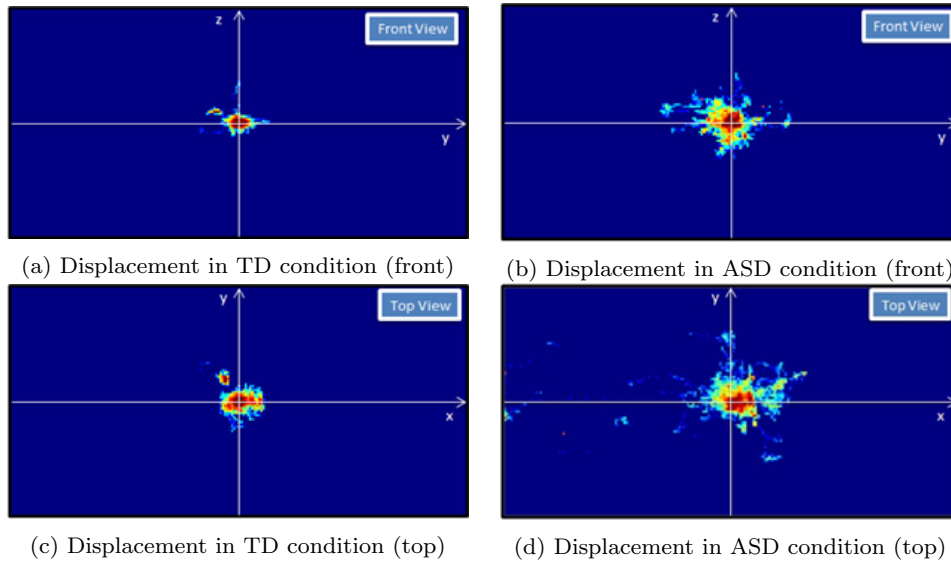 z
Front View
y
z
Front View
y
(a) Displacement in TD condition (front)
(b) Displacement in ASD condition (front)
y
Top View
x
y
Top View
x
(c) Displacement in TD condition (top)
(d) Displacement in ASD condition (top)